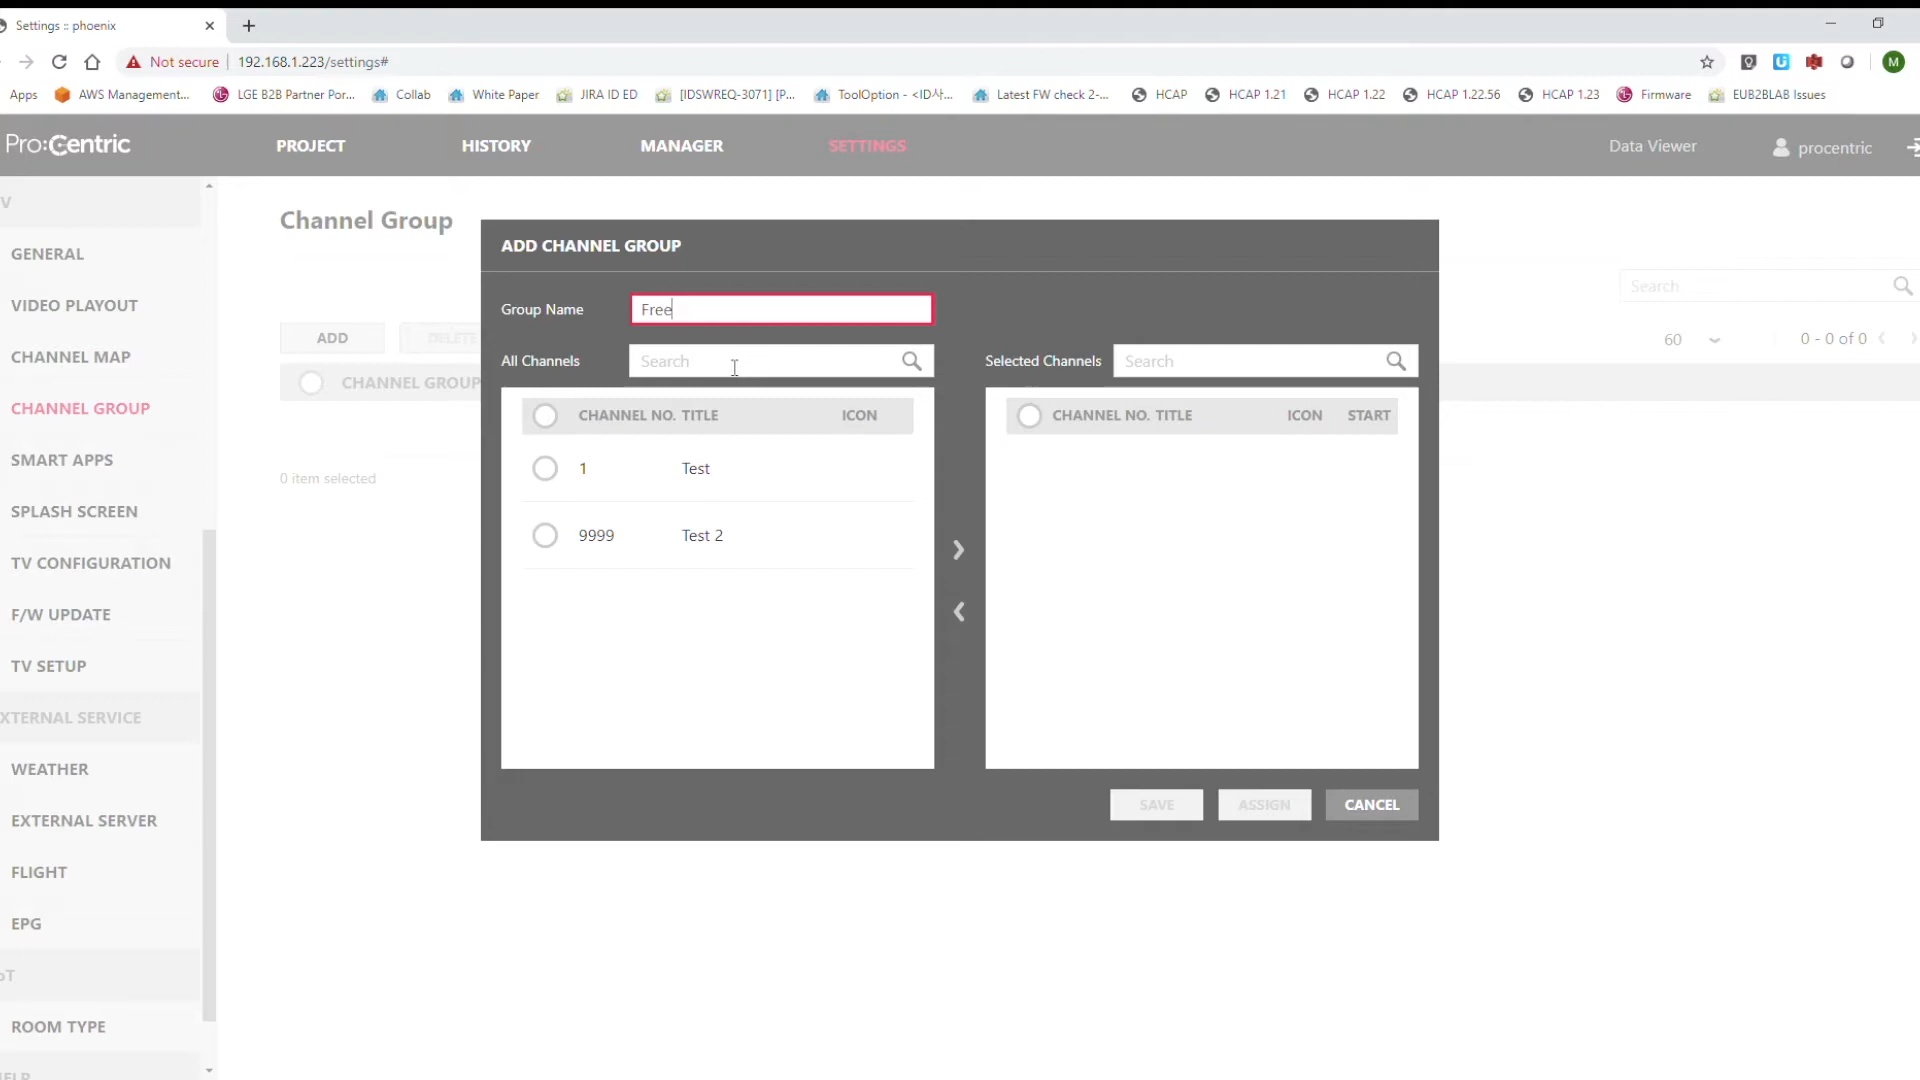 Settings :: phoenix
Not secure
192.168.1.223/settings#
M
Apps
AWS Management...
LGE B2B Partner Por...
Collab
White Paper
JIRA ID ED
[IDSWREQ-3071] [P...
ToolOption - <ID사...
Latest FW check 2-...
HCAP
HCAP 1.21
HCAP 1.22
HCAP 1.22.56
HCAP 1.23
Firmware
EUB2BLAB Issues
Pro:Centric
PROJECT
HISTORY
MANAGER
SETTINGS
Data Viewer
procentric
V
GENERAL
VIDEO PLAYOUT
CHANNEL MAP
CHANNEL GROUP
SMART APPS
SPLASH SCREEN
TV CONFIGURATION
F/W UPDATE
TV SETUP
XTERNAL SERVICE
WEATHER
EXTERNAL SERVER
FLIGHT
EPG
oT
ROOM TYPE
HELP
Channel Group
Search
ADD
DELETE
60
0 - 0 of 0
CHANNEL GROUP
0 item selected
ADD CHANNEL GROUP
Group Name
Free
All Channels
Search
CHANNEL NO. TITLE ICON
1 Test
9999 Test 2
Selected Channels
Search
CHANNEL NO. TITLE ICON START
SAVE
ASSIGN
CANCEL